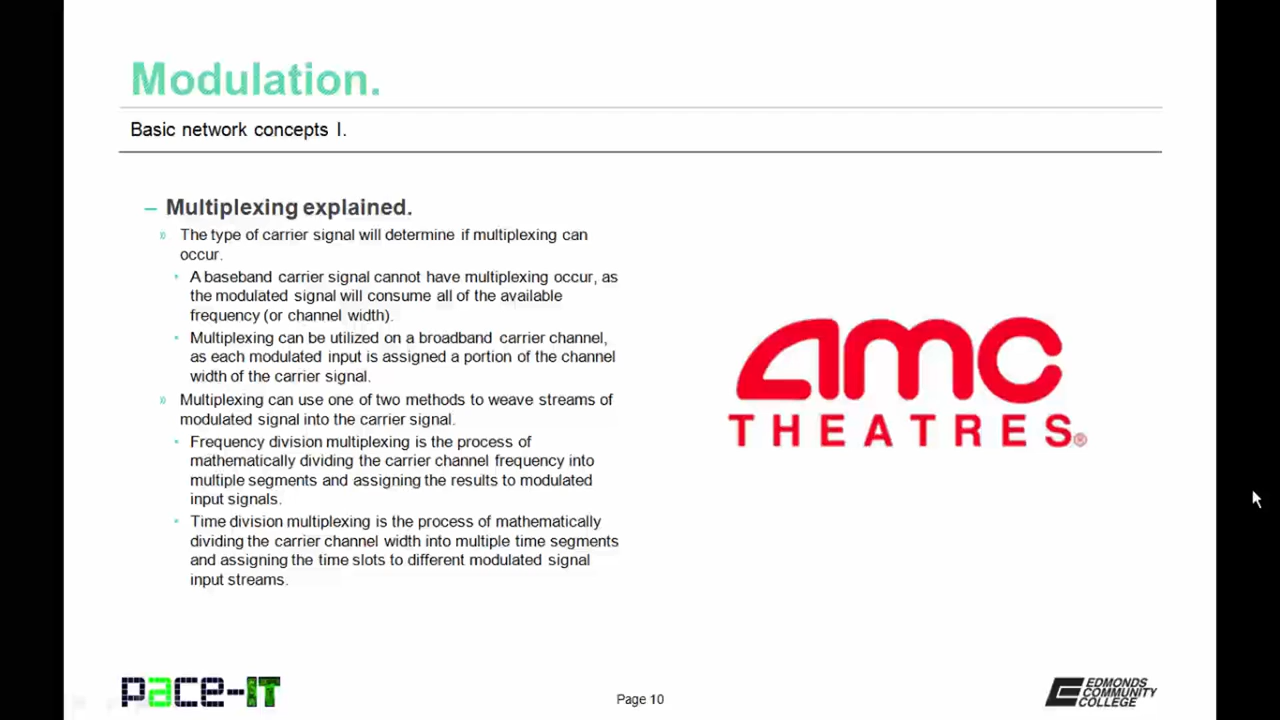 Modulation.
Basic network concepts I.
– Multiplexing explained.
» The type of carrier signal will determine if multiplexing can
occur.
• A baseband carrier signal cannot have multiplexing occur, as
the modulated signal will consume all of the available
frequency (or channel width).
• Multiplexing can be utilized on a broadband carrier channel,
as each modulated input is assigned a portion of the channel
width of the carrier signal.
» Multiplexing can use one of two methods to weave streams of
modulated signal into the carrier signal.
• Frequency division multiplexing is the process of
mathematically dividing the carrier channel frequency into
multiple segments and assigning the results to modulated
input signals.
• Time division multiplexing is the process of mathematically
dividing the carrier channel width into multiple time segments
and assigning the time slots to different modulated signal
input streams.
amc
THEATRES®
pace-IT
Page 10
EDMONDS
COMMUNITY
COLLEGE